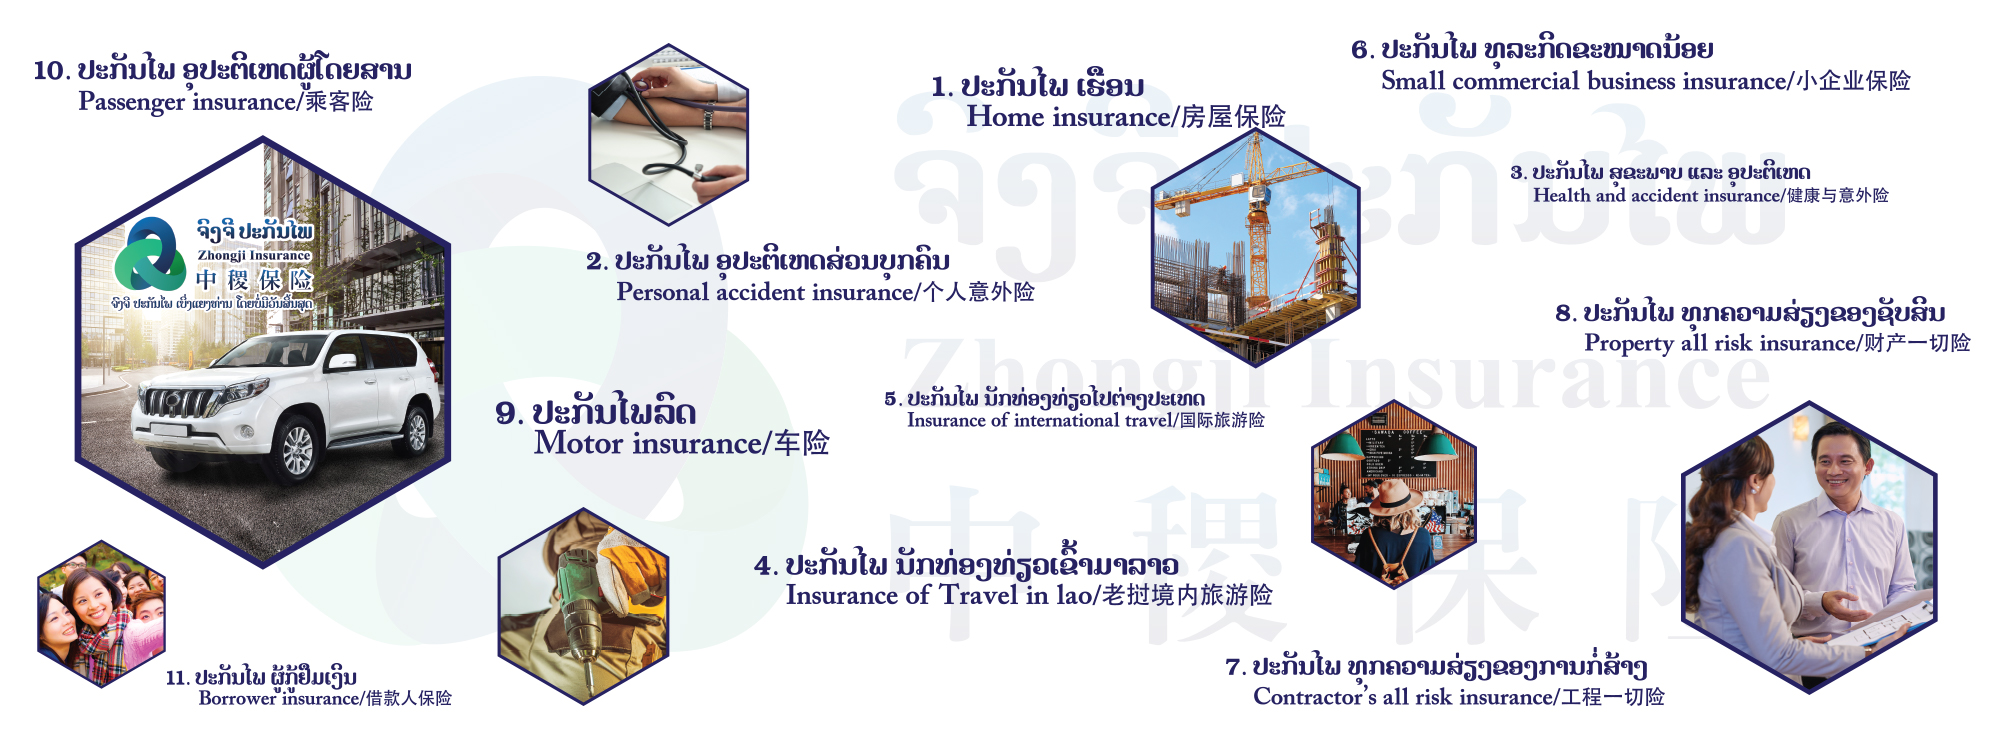 10. ປະກັນໄພ ອຸປະຕິເຫດຜູ້ໂດຍສານ
Passenger insurance/乘客险
ຈົງຈີ ປະກັນໄພ
Zhongji Insurance
中稷保险
ຈົງຈີ ປະກັນໄພ ເບິ່ງແຍງທ່ານ ໂດຍບໍ່ມີວັນສິ້ນສຸດ
11. ປະກັນໄພ ຜູ້ກູ້ຢືມເງິນ
Borrower insurance/借款人保险
2. ປະກັນໄພ ອຸປະຕິເຫດສ່ວນບຸກຄົນ
Personal accident insurance/个人意外险
9. ປະກັນໄພລົດ
Motor insurance/车险
1. ປະກັນໄພ ເຮືອນ
Home insurance/房屋保险
5. ປະກັນໄພ ນັກທ່ອງທ່ຽວໄປຕ່າງປະເທດ
Insurance of international travel/国际旅游险
4. ປະກັນໄພ ນັກທ່ອງທ່ຽວເຂົ້າມາລາວ
Insurance of Travel in lao/老挝境内旅游险
6. ປະກັນໄພ ທຸລະກິດຂະໜາດນ້ອຍ
Small commercial business insurance/小企业保险
3. ປະກັນໄພ ສຸຂະພາບ ແລະ ອຸປະຕິເຫດ
Health and accident insurance/健康与意外险
8. ປະກັນໄພ ທຸກຄວາມສ່ຽງຂອງຊັບສິນ
Property all risk insurance/财产一切险
7. ປະກັນໄພ ທຸກຄວາມສ່ຽງຂອງການກໍ່ສ້າງ
Contractor's all risk insurance/工程一切险
ຈົງຈີ ປະກັນໄພ
Zhongji Insurance
中稷保险
SAWADA COFFEE